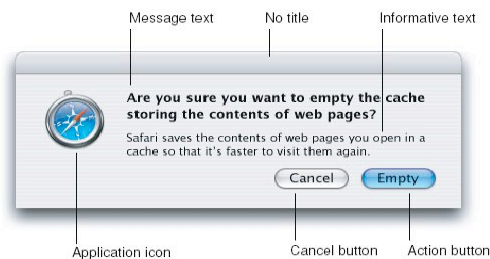 Message text
No title
Informative text
Are you sure you want to empty the cache
storing the contents of web pages?
Safari saves the contents of web pages you open in a
cache so that it's faster to visit them again.
Cancel
Empty
Application icon
Cancel button
Action button